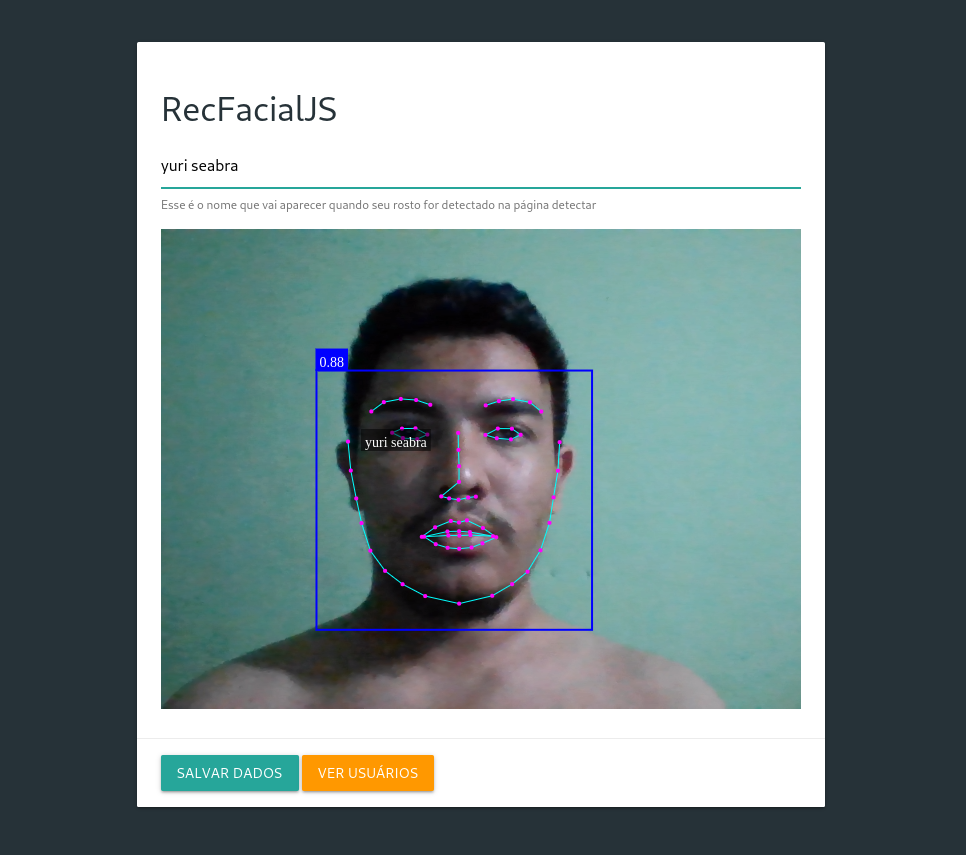 RecFacialJS
yuri seabra
Esse é o nome que vai aparecer quando seu rosto for detectado na página detectar
0.88
yuri seabra
SALVAR DADOS
VER USUÁRIOS